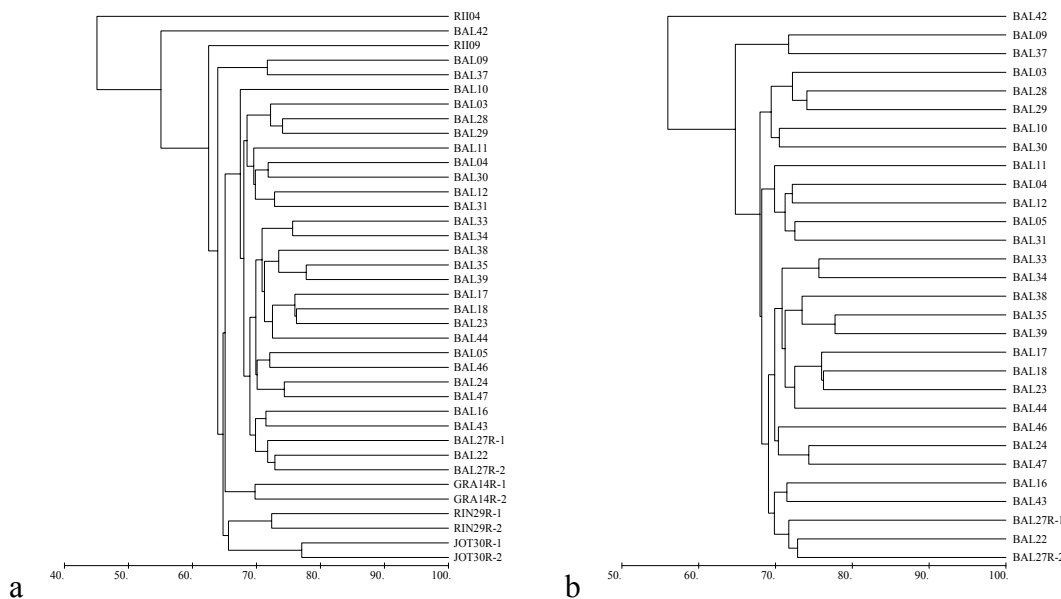 RII04
BAL42
RII09
BAL09
BAL37
BAL10
BAL03
BAL28
BAL29
BAL11
BAL04
BAL30
BAL12
BAL31
BAL33
BAL34
BAL38
BAL35
BAL39
BAL17
BAL18
BAL23
BAL44
BAL05
BAL46
BAL24
BAL47
BAL16
BAL43
BAL27R-1
BAL22
BAL27R-2
GRA14R-1
GRA14R-2
RIN29R-1
RIN29R-2
JOT30R-1
JOT30R-2
40. 50. 60. 70. 80. 90. 100.
a
BAL42
BAL09
BAL37
BAL03
BAL28
BAL29
BAL10
BAL30
BAL11
BAL04
BAL12
BAL05
BAL31
BAL33
BAL34
BAL38
BAL35
BAL39
BAL17
BAL18
BAL23
BAL44
BAL46
BAL24
BAL47
BAL16
BAL43
BAL27R-1
BAL22
BAL27R-2
50. 60. 70. 80. 90. 100.
b